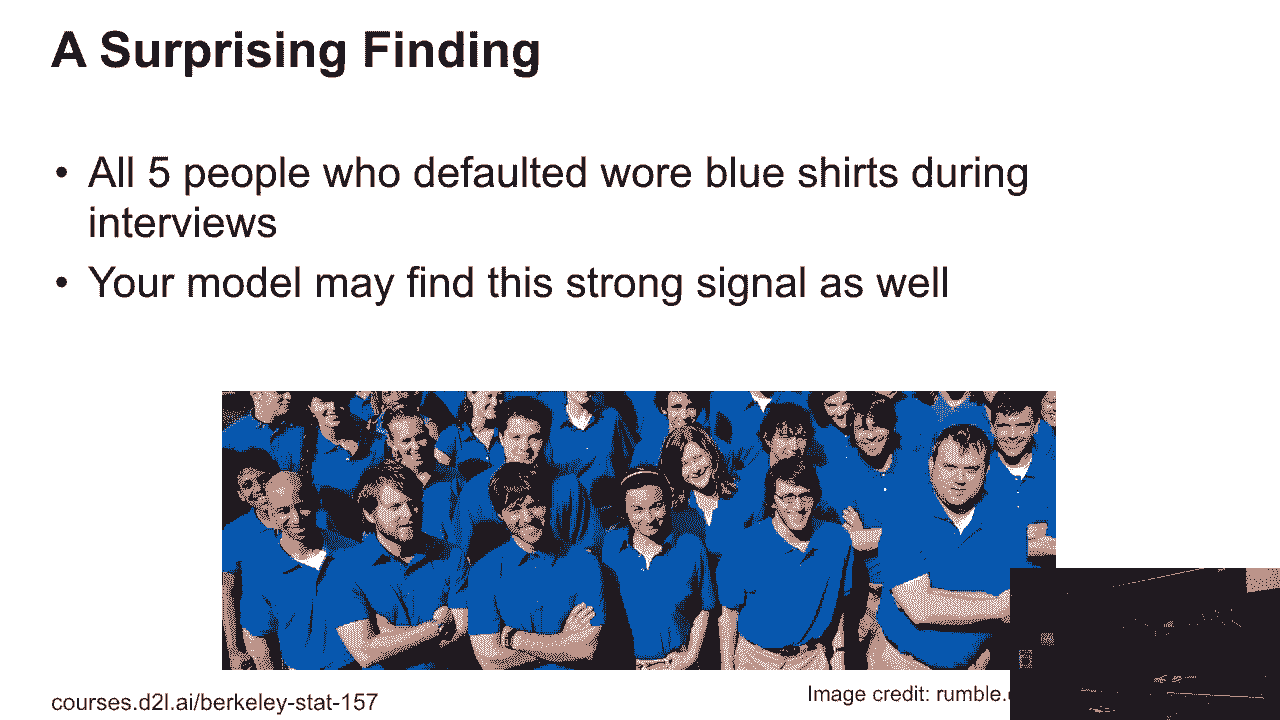 A Surprising Finding
• All 5 people who defaulted wore blue shirts during
interviews
• Your model may find this strong signal as well
courses.d2l.ai/berkeley-stat-157
Image credit: rumble.